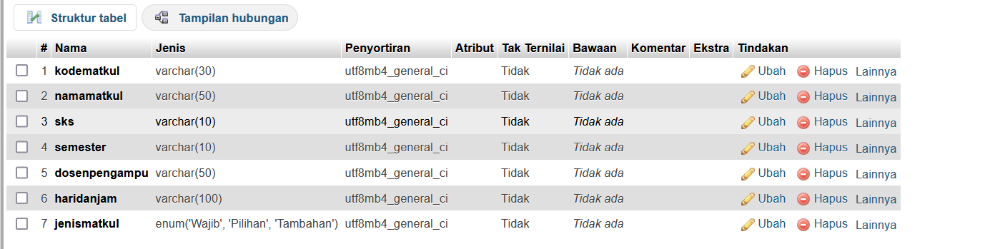 Struktur tabel Tampilan hubungan
# Nama Jenis Penyortiran Atribut Tak Ternilai Bawaan Komentar Ekstra Tindakan
1 kodematkul varchar(30) utf8mb4_general_ci Tidak Tidak ada Ubah Hapus Lainnya
2 namamatkul varchar(50) utf8mb4_general_ci Tidak Tidak ada Ubah Hapus Lainnya
3 sks varchar(10) utf8mb4_general_ci Tidak Tidak ada Ubah Hapus Lainnya
4 semester varchar(10) utf8mb4_general_ci Tidak Tidak ada Ubah Hapus Lainnya
5 dosenpengampu varchar(50) utf8mb4_general_ci Tidak Tidak ada Ubah Hapus Lainnya
6 haridanjam varchar(100) utf8mb4_general_ci Tidak Tidak ada Ubah Hapus Lainnya
7 jenismatkul enum('Wajib', 'Pilihan', 'Tambahan') utf8mb4_general_ci Tidak Tidak ada Ubah Hapus Lainnya